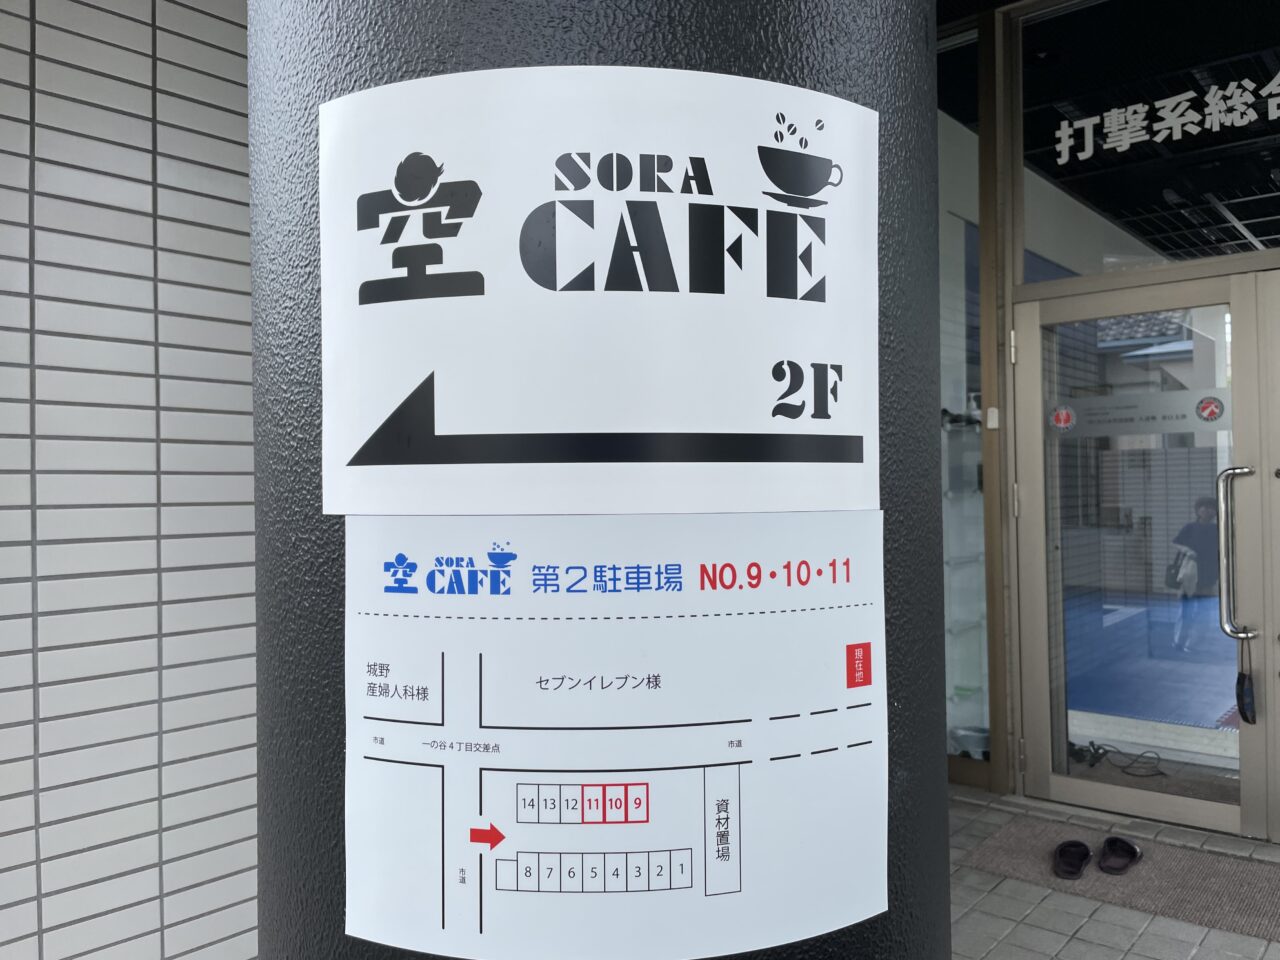 空 SORA
CAFE
2F
空 SORA
CAFE 第2駐車場 NO.9・10・11
城野
産婦人科様
セブンイレブン様
現在地
市道
一の谷4丁目交差点
市道
14 13 12 11 10 9
資材置場
8 7 6 5 4 3 2 1
市道
打撃系総合